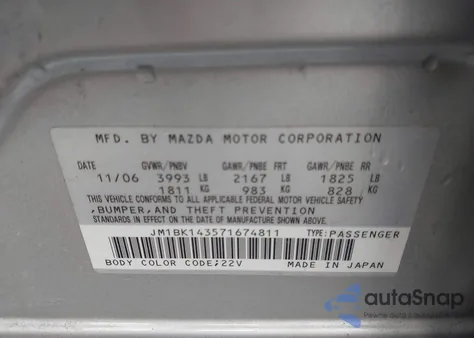 MFD. BY MAZDA MOTOR CORPORATION
DATE GVWR/PNBV GAWR/PNBE FRT GAWR/PNBE RR
11/06 3993 LB 2167 LB 1825 LB
1811 KG 983 KG 828 KG
THIS VEHICLE CONFORMS TO ALL APPLICABLE FEDERAL MOTOR VEHICLE SAFETY
,BUMPER,AND THEFT PREVENTION
STANDARDS IN EFFECT ON THE DATE OF MANUFACTURE SHOWN ABOVE.
JM1BK143571674811 TYPE:PASSENGER
BODY COLOR CODE:22V MADE IN JAPAN
autoSnap